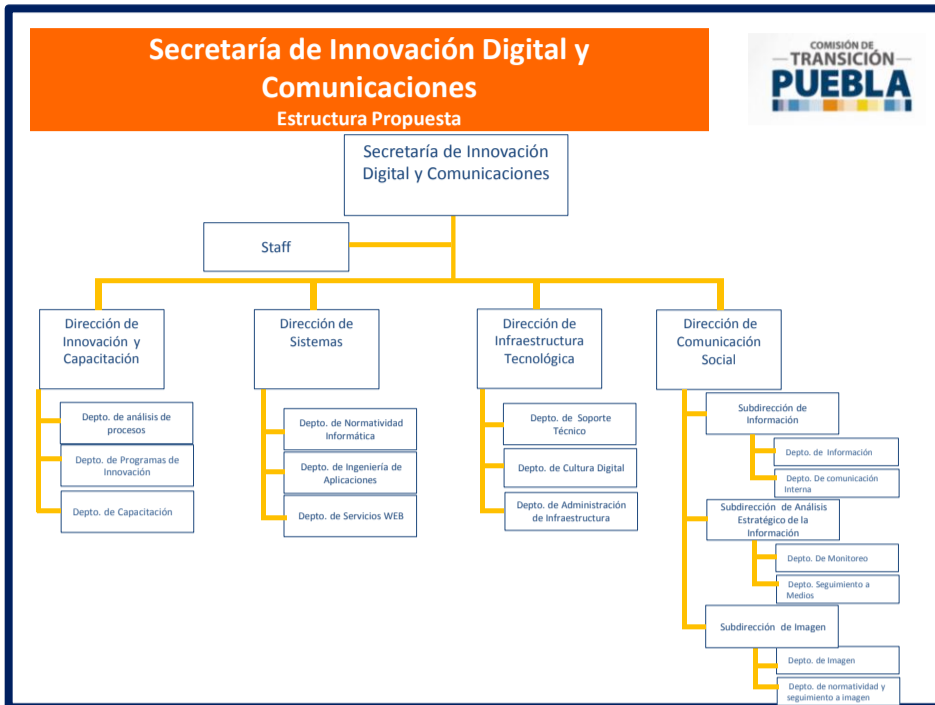 Secretaría de Innovación Digital y
Comunicaciones
Estructura Propuesta
COMISIÓN DE
TRANSICIÓN
PUEBLA
Secretaría de Innovación
Digital y Comunicaciones
Staff
Dirección de
Innovación y
Capacitación
Depto. de análisis de
procesos
Depto. de Programas de
Innovación
Depto. de Capacitación
Dirección de
Sistemas
Depto. de Normatividad
Informática
Depto. de Ingeniería de
Aplicaciones
Depto. de Servicios WEB
Dirección de
Infraestructura
Tecnológica
Depto. de Soporte
Técnico
Depto. de Cultura Digital
Depto. de Administración
de Infraestructura
Dirección de
Comunicación
Social
Subdirección de
Información
Depto. de Información
Depto. De comunicación
Interna
Subdirección de Análisis
Estratégico de la
Información
Depto. De Monitoreo
Depto. Seguimiento a
Medios
Subdirección de Imagen
Depto. de Imagen
Depto. de normatividad y
seguimiento a imagen